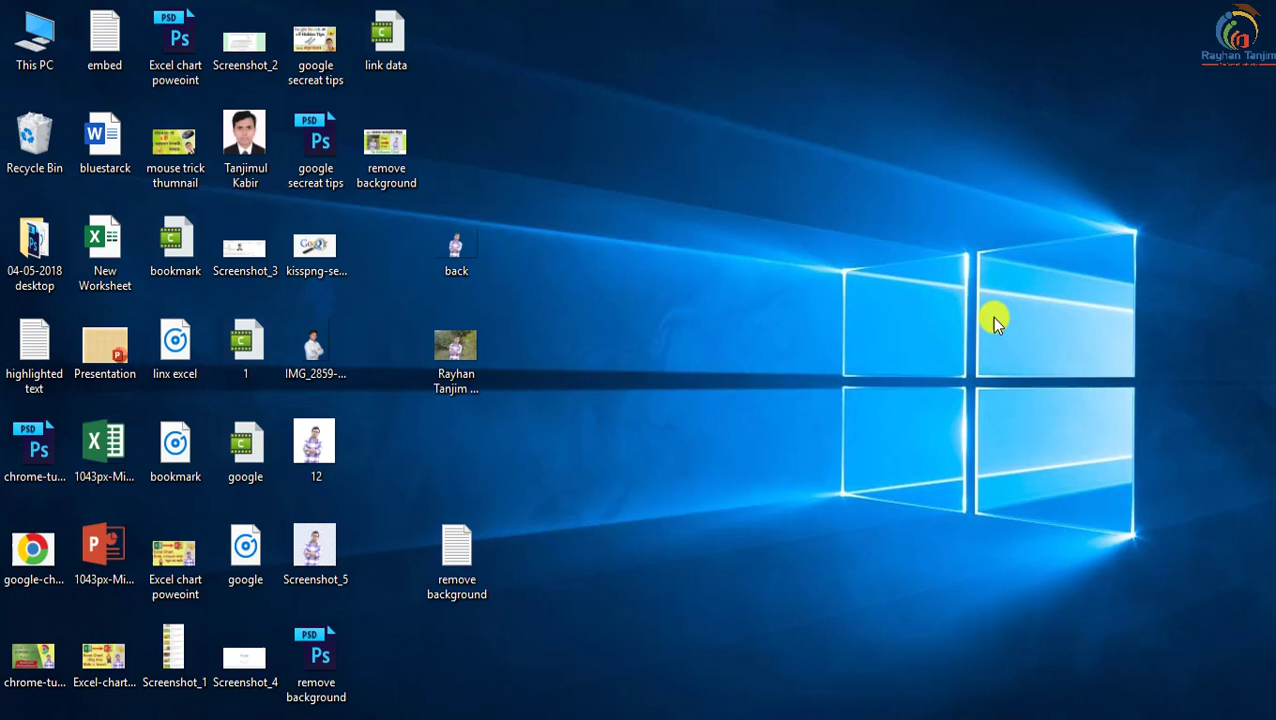 This PC
embed
Excel chart
poweoint
Screenshot_2
google
secreat tips
link data
Rayhan Tanjim
Recycle Bin
bluestarck
mouse trick
thumnail
Tanjimul
Kabir
google
secreat tips
remove
background
04-05-2018
desktop
New
Worksheet
bookmark
Screenshot_3
kisspng-se...
back
highlighted
text
Presentation
linx excel
1
IMG_2859-...
Rayhan
Tanjim ...
chrome-tu...
1043px-Mi...
bookmark
google
12
google-ch...
1043px-Mi...
Excel chart
poweoint
google
Screenshot_5
remove
background
chrome-tu...
Excel-chart...
Screenshot_1
Screenshot_4
remove
background